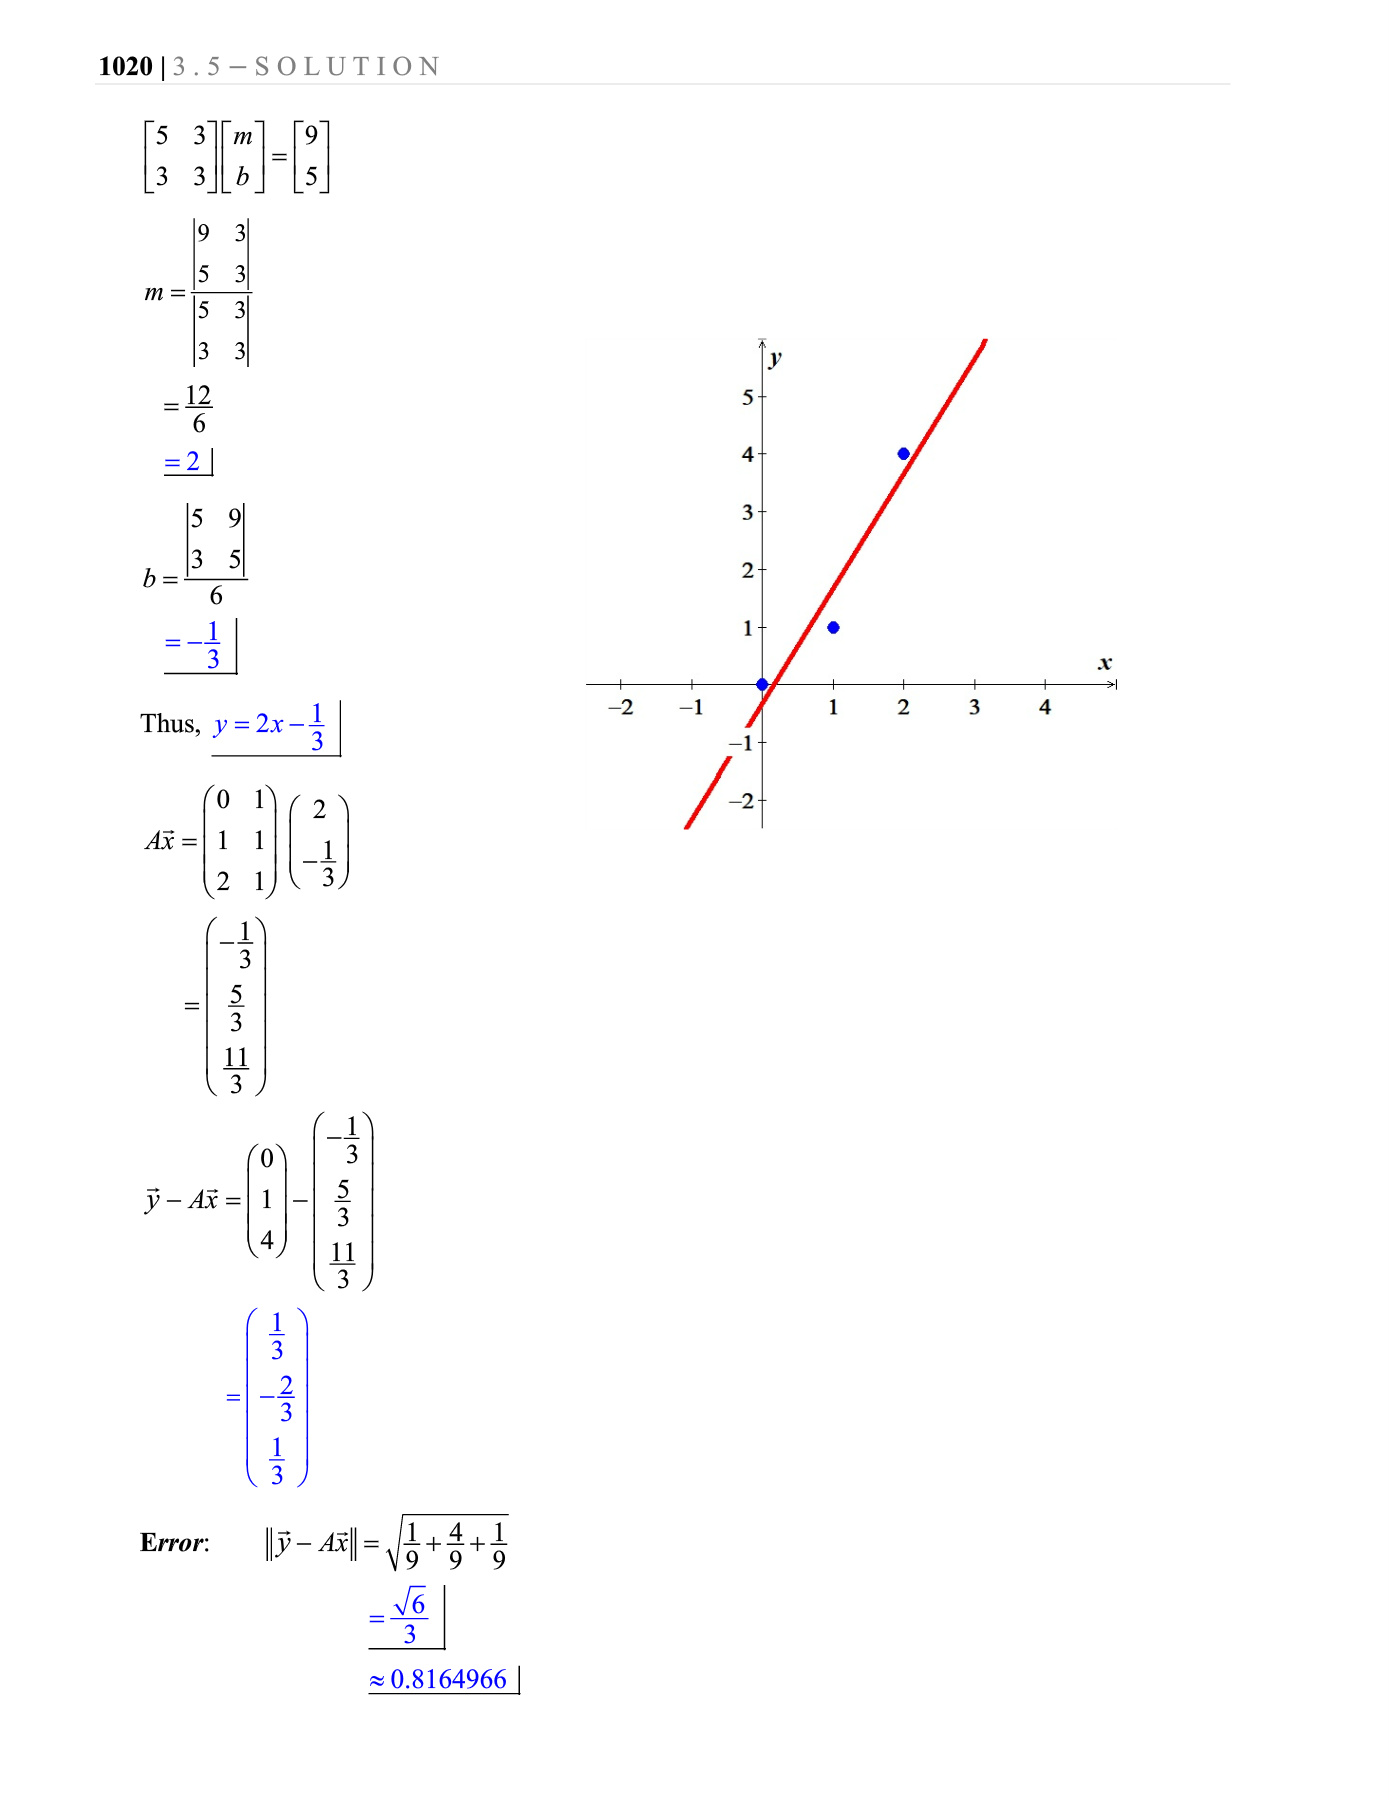 1020 | 3.5 – SOLUTION
[5 3; 3 3] [m; b] = [9; 5]
m = |9 3; 5 3| / |5 3; 3 3|
= 12/6
= 2
b = |5 9; 3 5| / 6
= −1/3
Thus, y = 2x − 1/3
Ax⃗ = (0 1; 1 1; 2 1) (2; −1/3)
= (−1/3; 5/3; 11/3)
y⃗ − Ax⃗ = (0; 1; 4) − (−1/3; 5/3; 11/3)
= (1/3; −2/3; 1/3)
Error: ‖y⃗ − Ax⃗‖ = √(1/9 + 4/9 + 1/9)
= √6/3
≈ 0.8164966
y
5
4
3
2
1
x
−2 −1 1 2 3 4
−1
−2